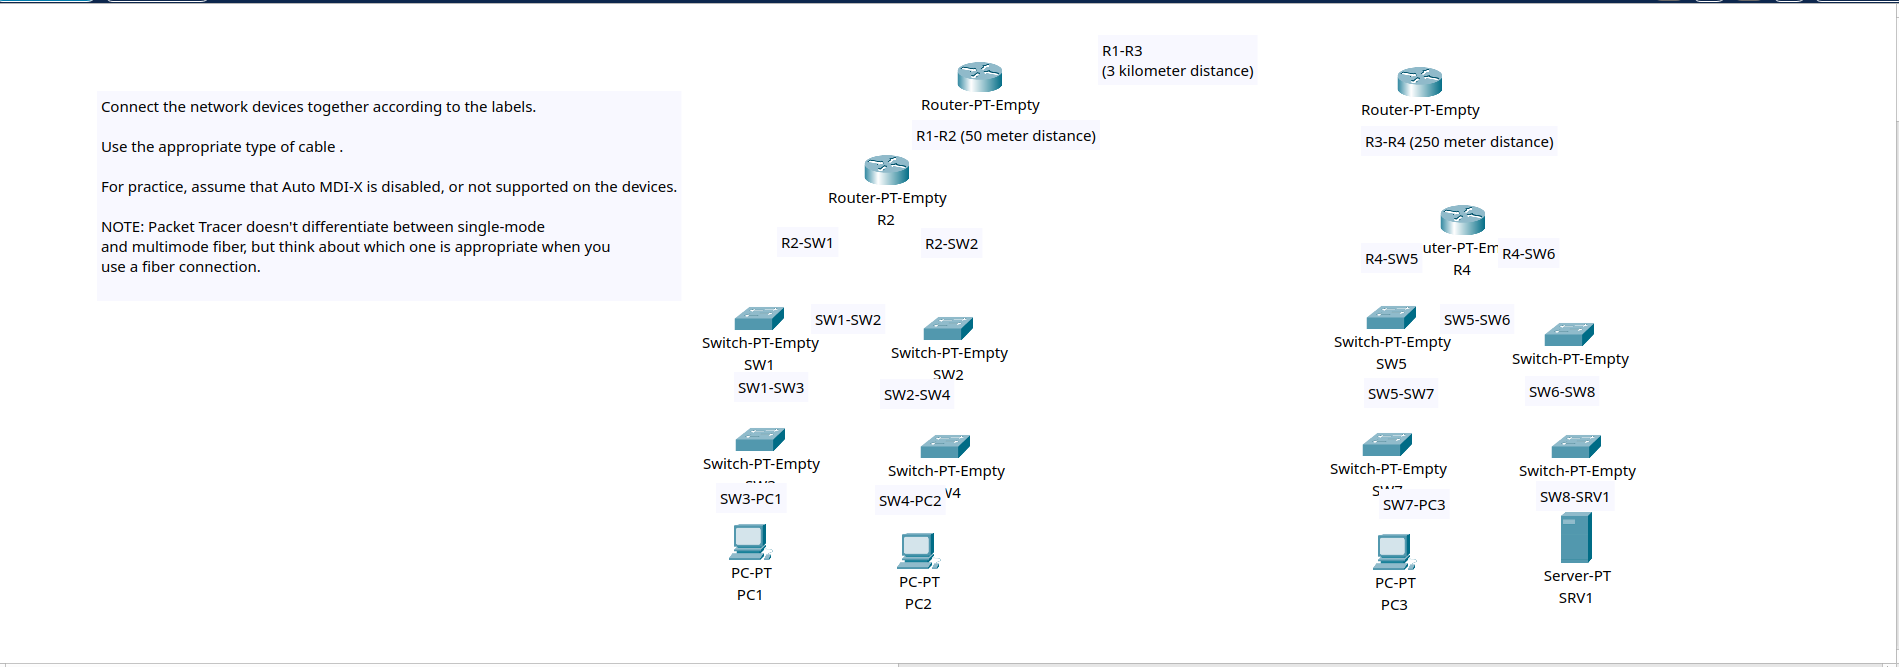 R1-R3
(3 kilometer distance)
Router-PT-Empty
Router-PT-Empty
Connect the network devices together according to the labels.
R1-R2 (50 meter distance)
R3-R4 (250 meter distance)
Use the appropriate type of cable .
For practice, assume that Auto MDI-X is disabled, or not supported on the devices.
Router-PT-Empty
R2
NOTE: Packet Tracer doesn't differentiate between single-mode
and multimode fiber, but think about which one is appropriate when you
use a fiber connection.
R2-SW1
R2-SW2
uter-PT-Em
R4-SW5
R4-SW6
R4
SW1-SW2
SW5-SW6
Switch-PT-Empty
SW1
Switch-PT-Empty
SW2
Switch-PT-Empty
SW5
Switch-PT-Empty
SW1-SW3
SW2-SW4
SW5-SW7
SW6-SW8
Switch-PT-Empty
Switch-PT-Empty
Switch-PT-Empty
Switch-PT-Empty
SW3-PC1
SW4-PC2
SW7-PC3
SW8-SRV1
PC-PT
PC1
PC-PT
PC2
PC-PT
PC3
Server-PT
SRV1